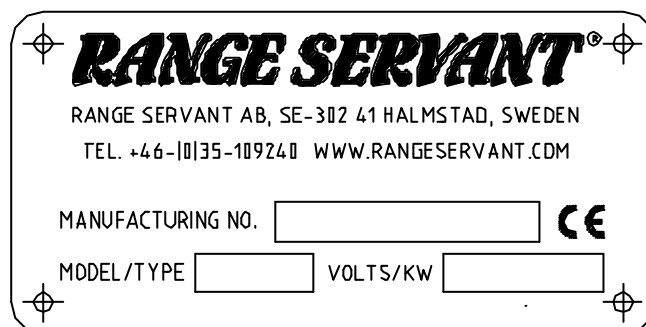 RANGE SERVANT®
RANGE SERVANT AB, SE-302 41 HALMSTAD, SWEDEN
TEL. +46-(0)35-109240 WWW.RANGESERVANT.COM
MANUFACTURING NO. CE
MODEL/TYPE VOLTS/KW